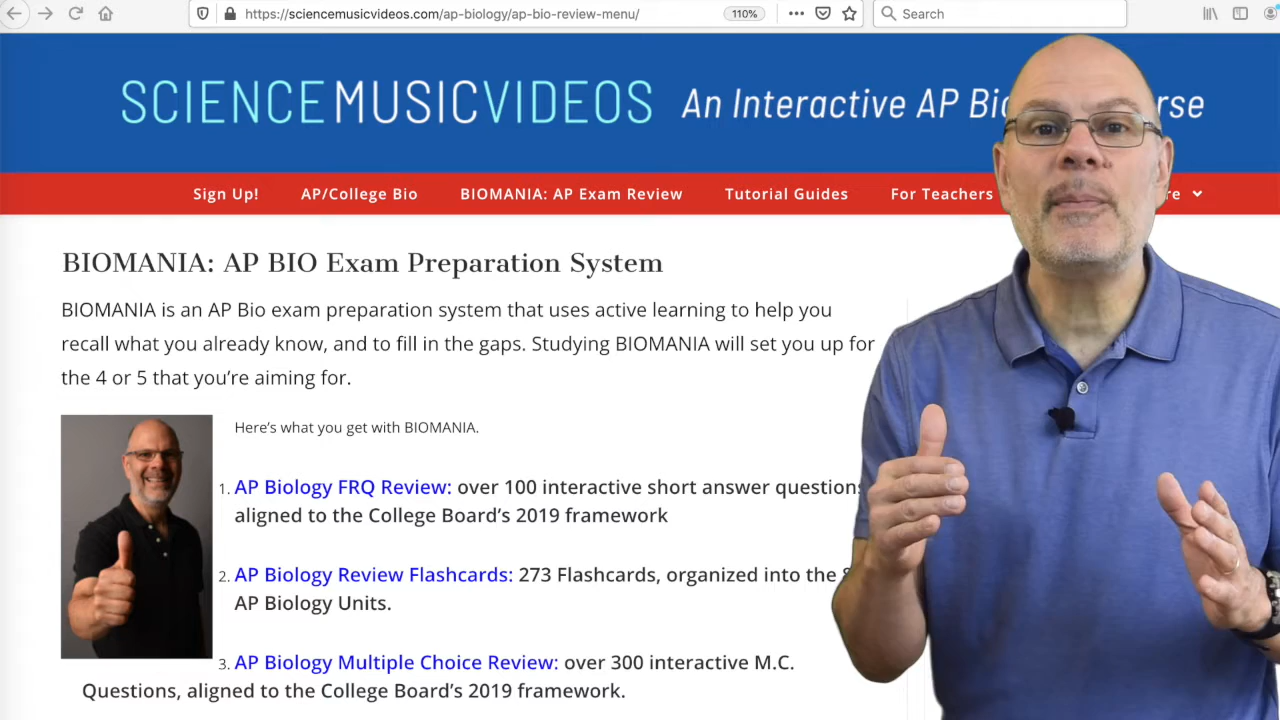 https://sciencemusicvideos.com/ap-biology/ap-bio-review-menu/ 110% Search
SCIENCEMUSICVIDEOS An Interactive AP
Sign Up! AP/College Bio BIOMANIA: AP Exam Review Tutorial Guides For Teachers
BIOMANIA: AP BIO Exam Preparation System
BIOMANIA is an AP Bio exam preparation system that uses active learning to help you
recall what you already know, and to fill in the gaps. Studying BIOMANIA will set you up for
the 4 or 5 that you're aiming for.
Here's what you get with BIOMANIA.
1. AP Biology FRQ Review: over 100 interactive short answer questions
aligned to the College Board's 2019 framework
2. AP Biology Review Flashcards: 273 Flashcards, organized into the
AP Biology Units.
3. AP Biology Multiple Choice Review: over 300 interactive M.C.
Questions, aligned to the College Board's 2019 framework.